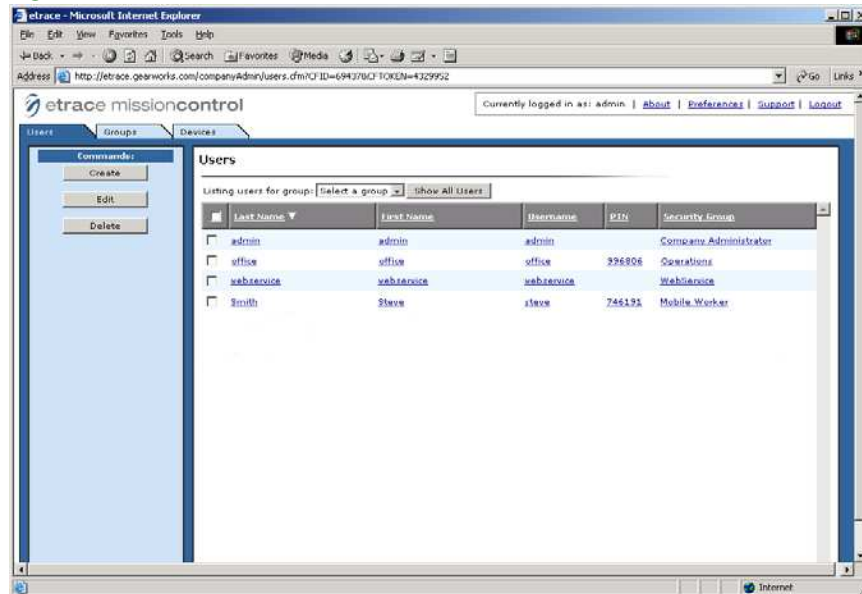 etrace - Microsoft Internet Explorer
File Edit View Favorites Tools Help
Back Search Favorites Media
Address http://etrace.gearworks.com/companyAdmin/users.cfm?CFID=69437&CFTOKEN=4329952 Go Links
etrace missioncontrol
Currently logged in as: admin | About | Preferences | Support | Logout
Users Groups Devices
Commands:
Create
Edit
Delete
Users
Listing users for group: Select a group Show All Users
Last Name First Name Username PIN Security Group
admin admin admin Company Administrator
office office office 996806 Operations
webservice webservice webservice WebService
Smith Steve steve 746191 Mobile Worker
Internet